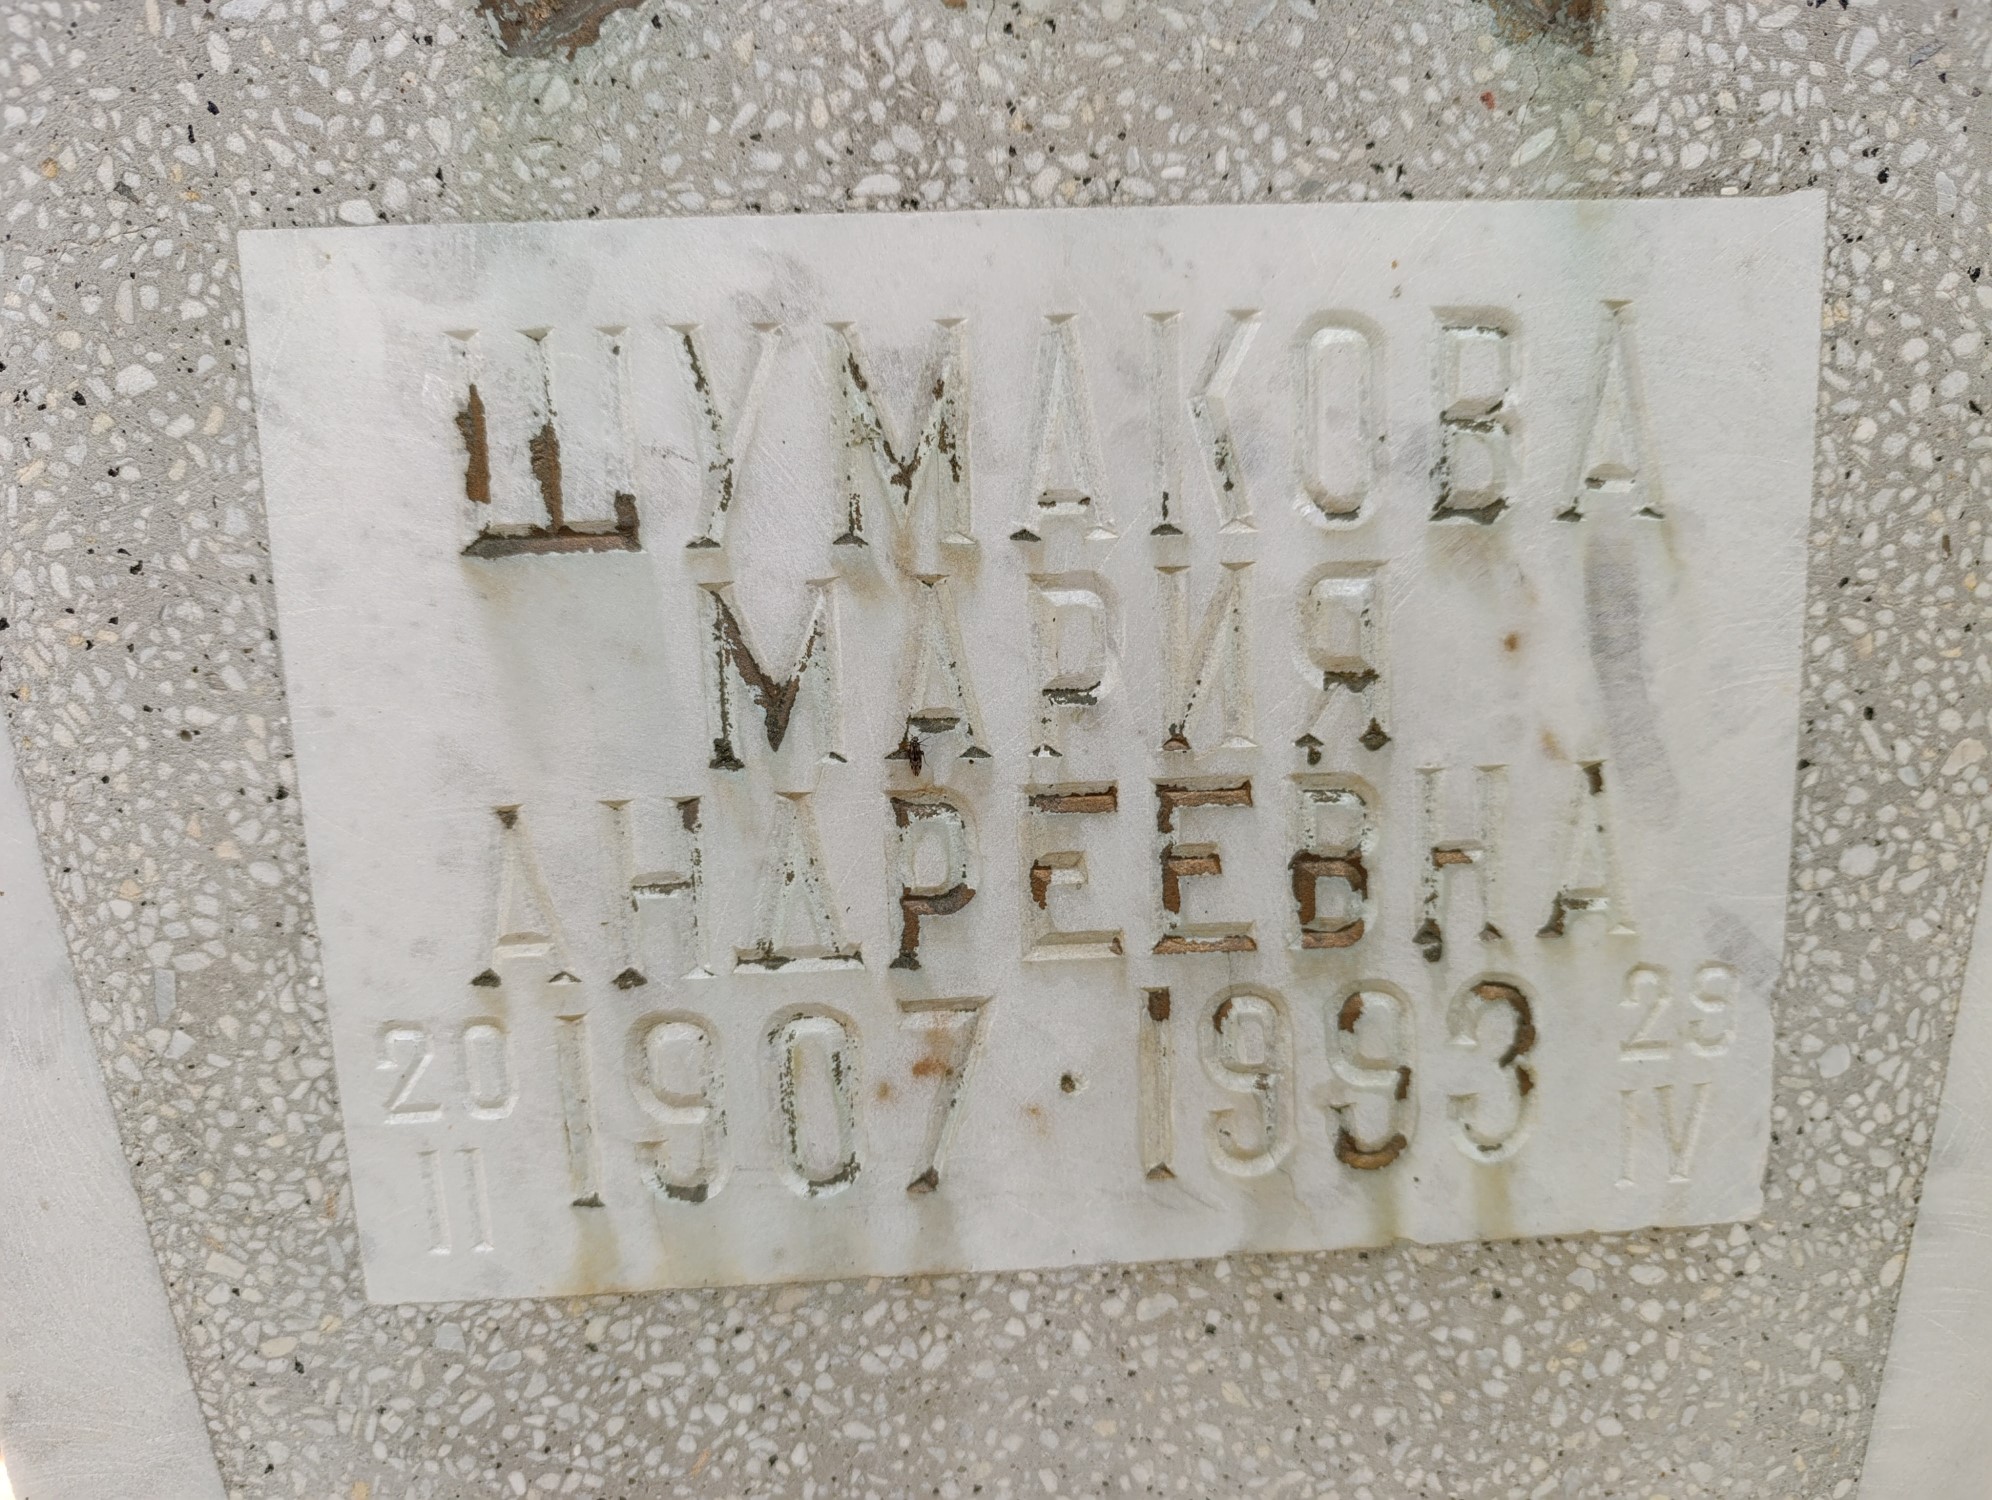 ШУМАКОВА
МАРИЯ
АНДРЕЕВНА
20 1907 · 1993 29
II IV